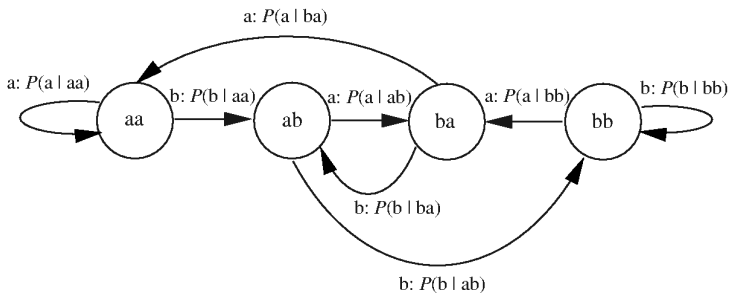 a: P(a | ba)
a: P(a | aa)
b: P(b | aa)
a: P(a | ab)
a: P(a | bb)
b: P(b | bb)
aa
ab
ba
bb
b: P(b | ba)
b: P(b | ab)